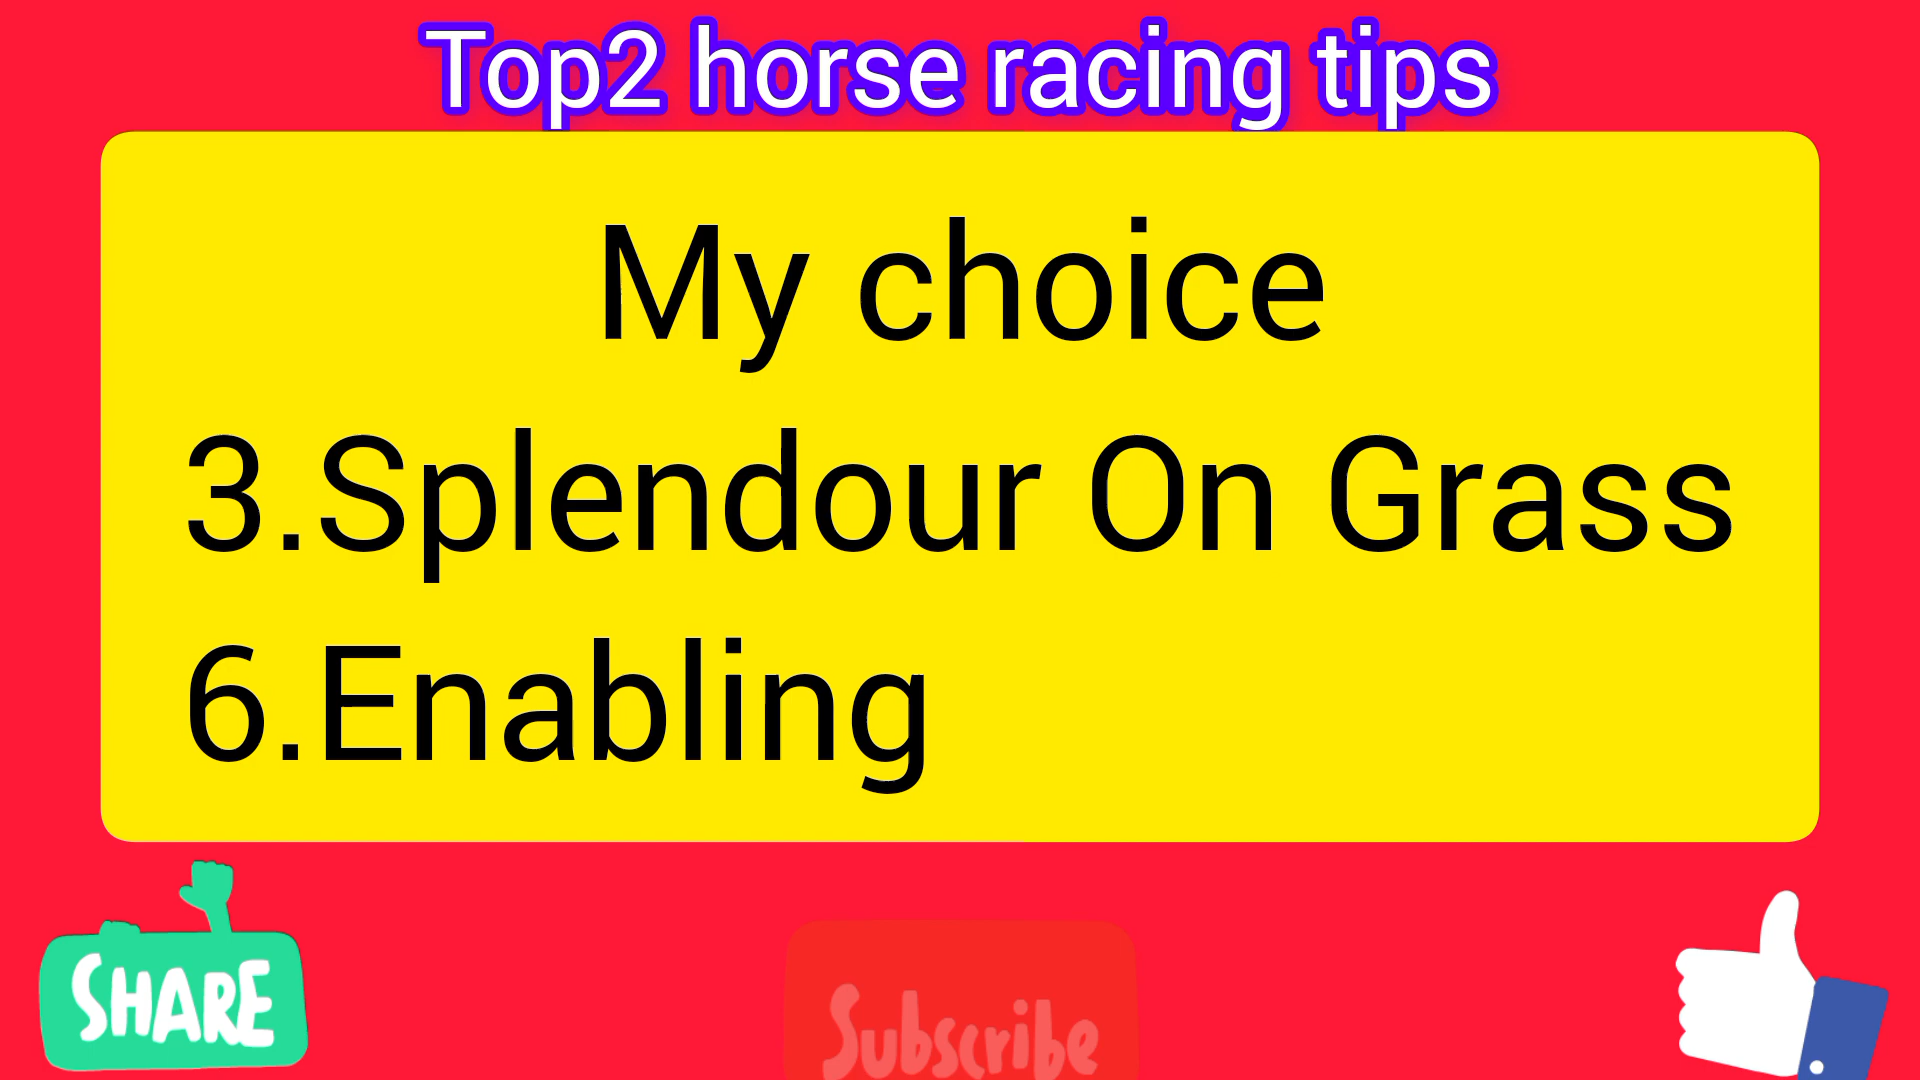 Top2 horse racing tips
My choice
3.Splendour On Grass
6.Enabling
SHARE
Subscribe